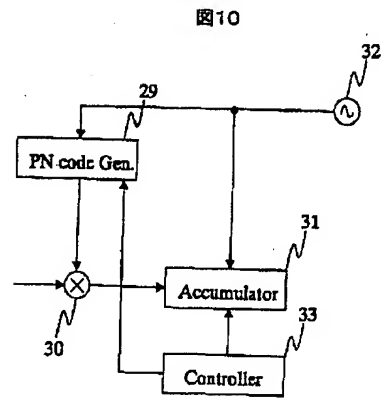 図10
32
29
PN code Gen.
31
Accumulator
30
33
Controller